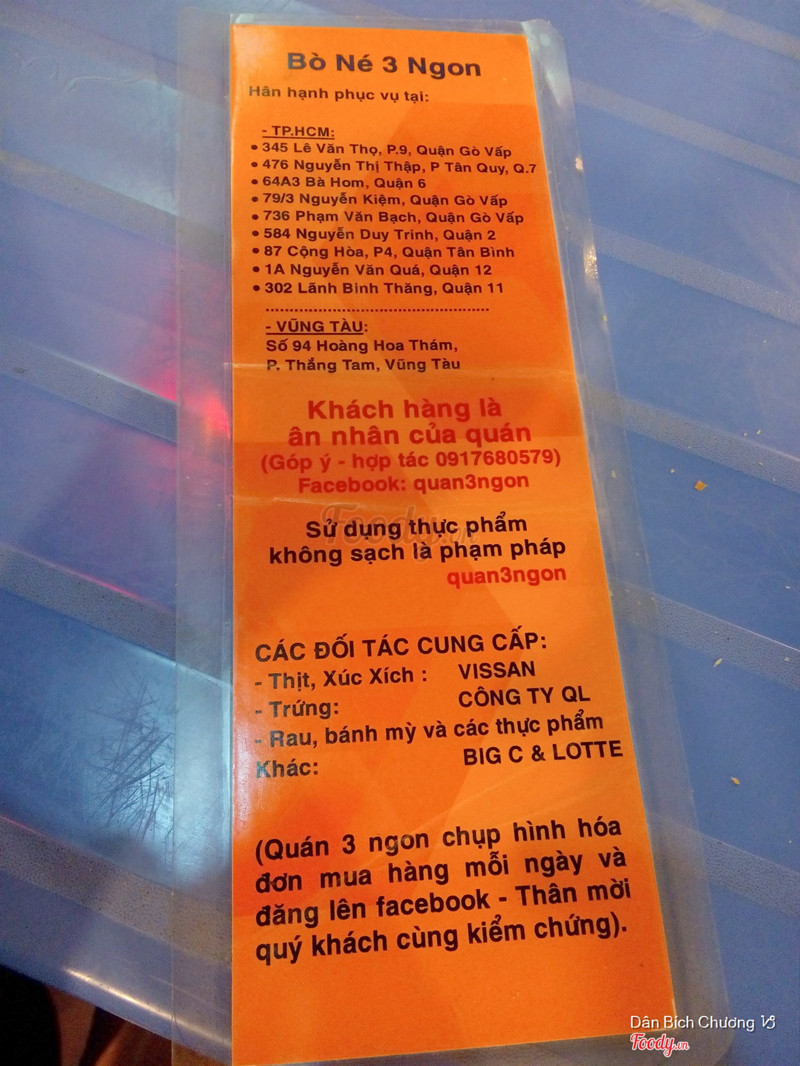 Bò Né 3 Ngon
Hân hạnh phục vụ tại:
- TP.HCM:
• 345 Lê Văn Thọ, P.9, Quận Gò Vấp
• 476 Nguyễn Thị Thập, P Tân Quy, Q.7
• 64A3 Bà Hom, Quận 6
• 79/3 Nguyễn Kiệm, Quận Gò Vấp
• 736 Phạm Văn Bạch, Quận Gò Vấp
• 584 Nguyễn Duy Trinh, Quận 2
• 87 Cộng Hòa, P4, Quận Tân Bình
• 1A Nguyễn Văn Quá, Quận 12
• 302 Lãnh Binh Thăng, Quận 11
- VŨNG TÀU:
Số 94 Hoàng Hoa Thám,
P. Thắng Tam, Vũng Tàu
Khách hàng là
ân nhân của quán
(Góp ý - hợp tác 0917680579)
Facebook: quan3ngon
Foody.vn
Sử dụng thực phẩm
không sạch là phạm pháp
quan3ngon
CÁC ĐỐI TÁC CUNG CẤP:
- Thịt, Xúc Xích : VISSAN
- Trứng: CÔNG TY QL
- Rau, bánh mỳ và các thực phẩm
Khác: BIG C & LOTTE
(Quán 3 ngon chụp hình hóa
đơn mua hàng mỗi ngày và
đăng lên facebook - Thân mời
quý khách cùng kiểm chứng).
Dân Bích Chương
Foody.vn